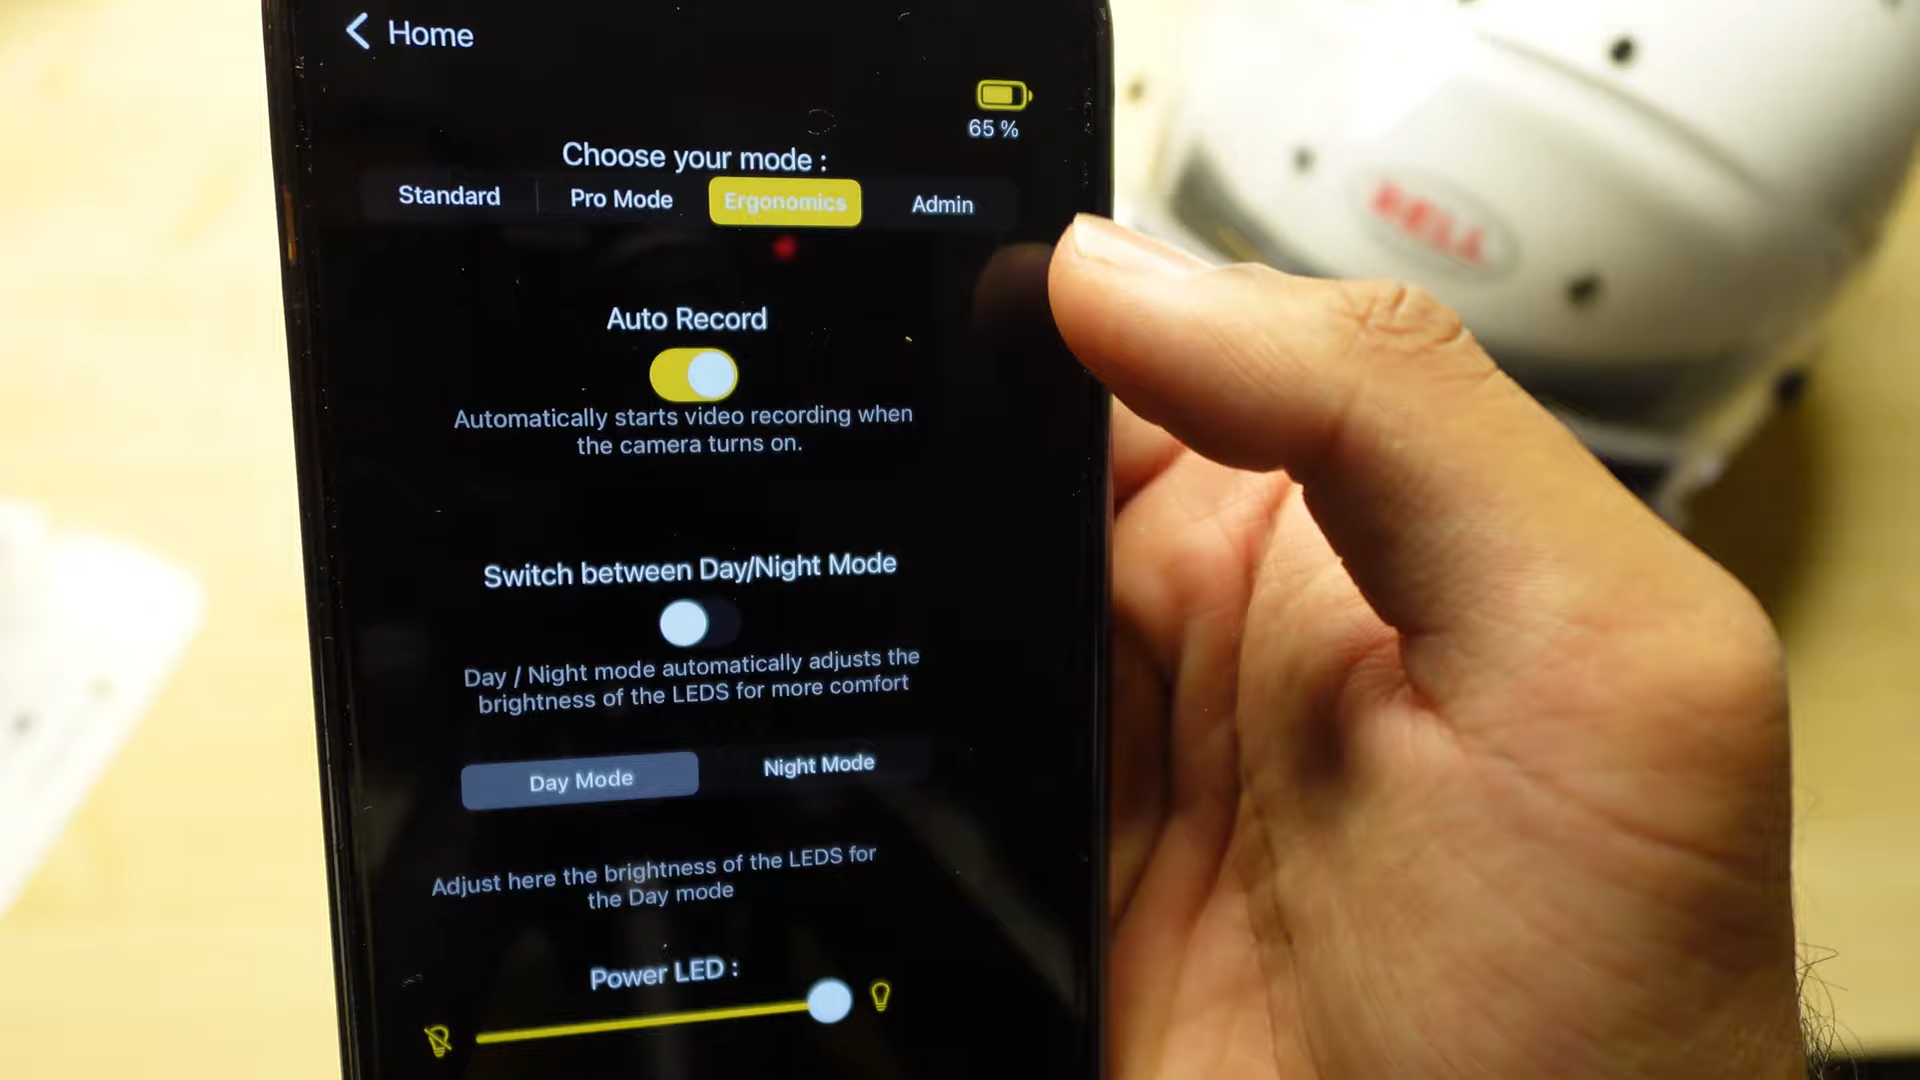 Home
65 %
Choose your mode :
Standard Pro Mode Ergonomics Admin
Auto Record
Automatically starts video recording when
the camera turns on.
Switch between Day/Night Mode
Day / Night mode automatically adjusts the
brightness of the LEDS for more comfort
Day Mode Night Mode
Adjust here the brightness of the LEDS for
the Day mode
Power LED :
BELL